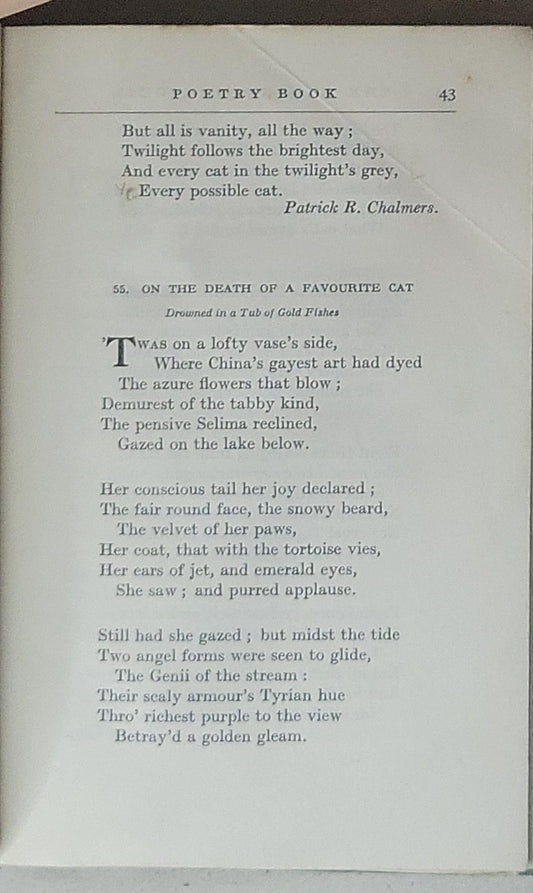 POETRY BOOK 43
But all is vanity, all the way ;
Twilight follows the brightest day,
And every cat in the twilight's grey,
Every possible cat.
Patrick R. Chalmers.
55. ON THE DEATH OF A FAVOURITE CAT
Drowned in a Tub of Gold Fishes
'TWAS on a lofty vase's side,
Where China's gayest art had dyed
The azure flowers that blow ;
Demurest of the tabby kind,
The pensive Selima reclined,
Gazed on the lake below.
Her conscious tail her joy declared ;
The fair round face, the snowy beard,
The velvet of her paws,
Her coat, that with the tortoise vies,
Her ears of jet, and emerald eyes,
She saw ; and purred applause.
Still had she gazed ; but midst the tide
Two angel forms were seen to glide,
The Genii of the stream :
Their scaly armour's Tyrian hue
Thro' richest purple to the view
Betray'd a golden gleam.